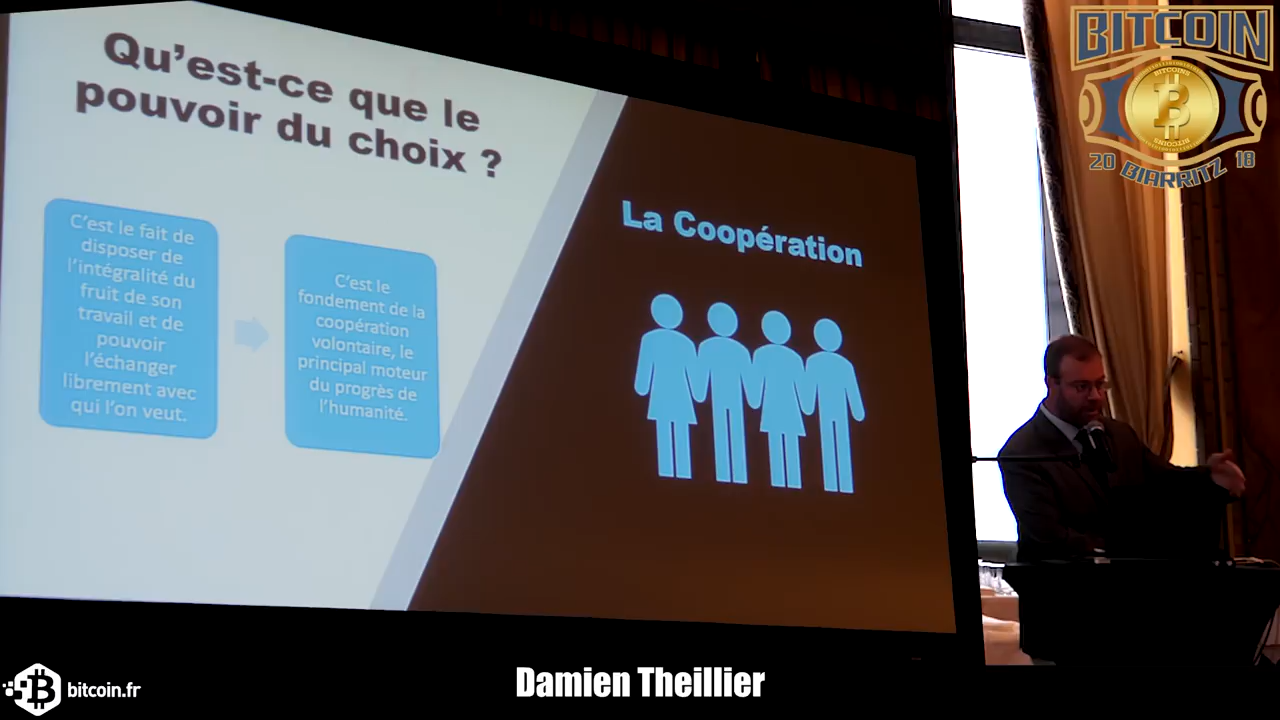 Qu'est-ce que le
pouvoir du choix ?
C'est le fait de
disposer de
l'intégralité du
fruit de son
travail et de
pouvoir
l'échanger
librement avec
qui l'on veut.
C'est le
fondement de la
coopération
volontaire, le
principal moteur
du progrès de
l'humanité.
La Coopération
BITCOIN
BITCOINS
BITCOINS
20 BIARRITZ 18
bitcoin.fr
Damien Theillier